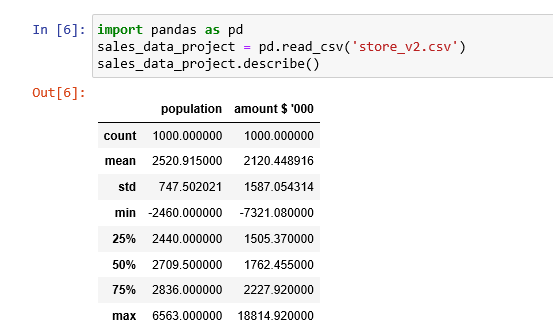 In [6]: import pandas as pd
sales_data_project = pd.read_csv('store_v2.csv')
sales_data_project.describe()
Out[6]:
population amount $ '000
count 1000.000000 1000.000000
mean 2520.915000 2120.448916
std 747.502021 1587.054314
min -2460.000000 -7321.080000
25% 2440.000000 1505.370000
50% 2709.500000 1762.455000
75% 2836.000000 2227.920000
max 6563.000000 18814.920000